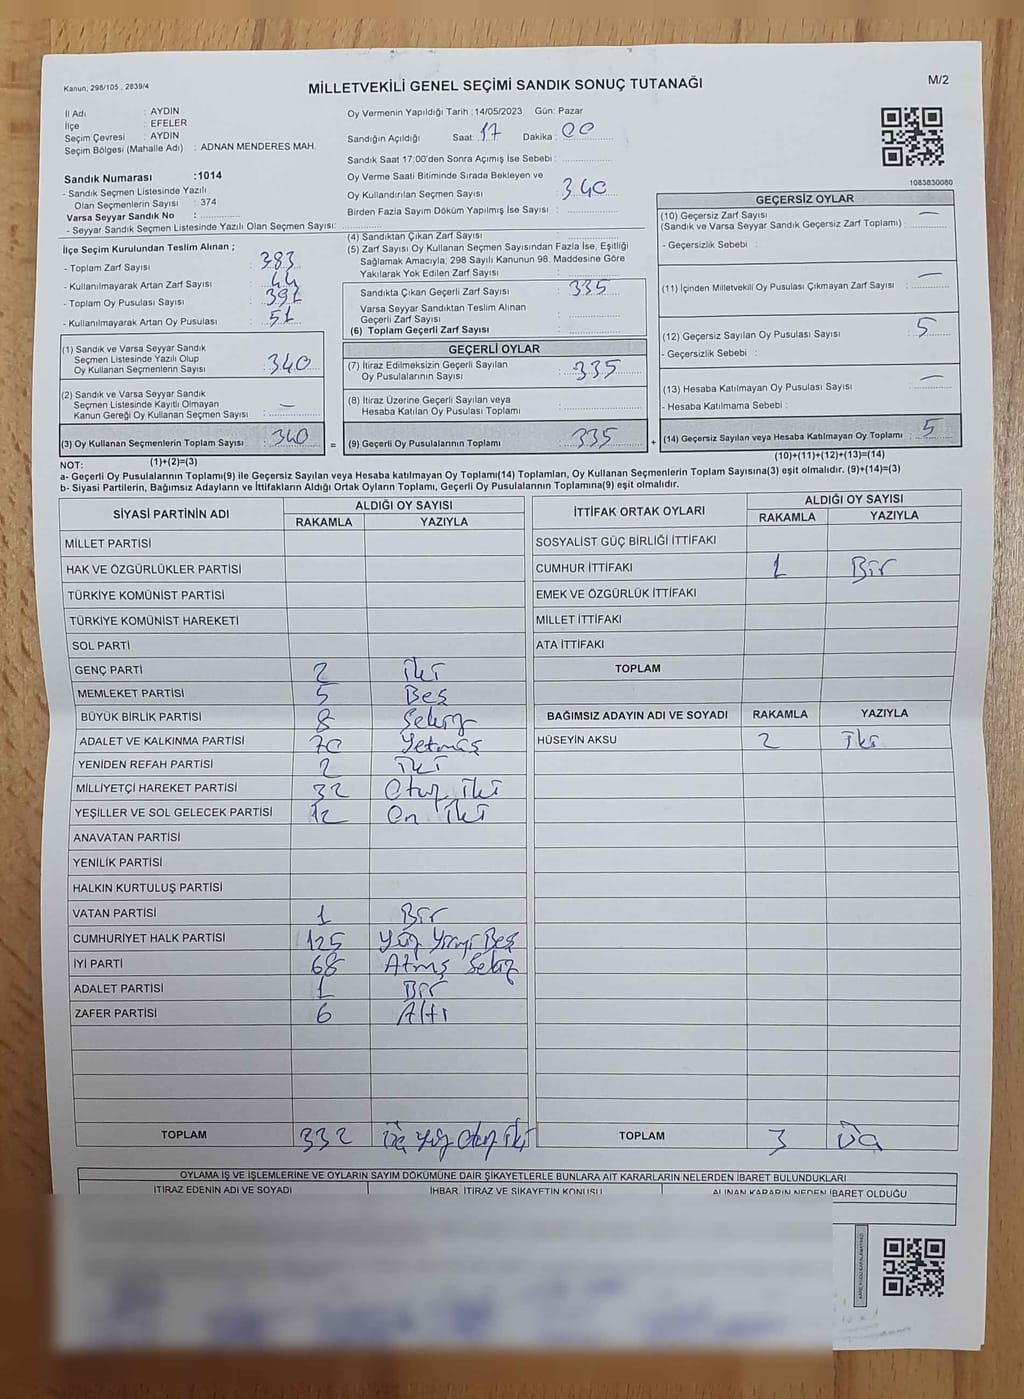 Kanun; 298/105 , 2839/4
MİLLETVEKİLİ GENEL SEÇİMİ SANDIK SONUÇ TUTANAĞI
M/2
İl Adı : AYDIN
İlçe : EFELER
Seçim Çevresi : AYDIN
Seçim Bölgesi (Mahalle Adı) : ADNAN MENDERES MAH.
Sandık Numarası :1014
- Sandık Seçmen Listesinde Yazılı
Olan Seçmenlerin Sayısı : 374
Varsa Seyyar Sandık No :
- Seyyar Sandık Seçmen Listesinde Yazılı Olan Seçmen Sayısı:
Oy Vermenin Yapıldığı Tarih :14/05/2023 Gün: Pazar
Sandığın Açıldığı Saat: 17 Dakika : 00
Sandık Saat 17:00'den Sonra Açımış İse Sebebi :
Oy Verme Saati Bitiminde Sırada Bekleyen ve
Oy Kullandırılan Seçmen Sayısı : 340
Birden Fazla Sayım Döküm Yapılmış İse Sayısı :
1083830080
İlçe Seçim Kurulundan Teslim Alınan ;
- Toplam Zarf Sayısı : 383
- Kullanılmayarak Artan Zarf Sayısı : 44
- Toplam Oy Pusulası Sayısı : 391
- Kullanılmayarak Artan Oy Pusulası : 51
(1) Sandık ve Varsa Seyyar Sandık
Seçmen Listesinde Yazılı Olup
Oy Kullanan Seçmenlerin Sayısı : 340
(2) Sandık ve Varsa Seyyar Sandık
Seçmen Listesinde Kayıtlı Olmayan
Kanun Gereği Oy Kullanan Seçmen Sayısı : —
(3) Oy Kullanan Seçmenlerin Toplam Sayısı : 340 =
(1)+(2)=(3)
(4) Sandıktan Çıkan Zarf Sayısı :
(5) Zarf Sayısı Oy Kullanan Seçmen Sayısından Fazla İse, Eşitliği
Sağlamak Amacıyla, 298 Sayılı Kanunun 98. Maddesine Göre
Yakılarak Yok Edilen Zarf Sayısı :
Sandıkta Çıkan Geçerli Zarf Sayısı : 335
Varsa Seyyar Sandıktan Teslim Alınan
Geçerli Zarf Sayısı :
(6) Toplam Geçerli Zarf Sayısı :
GEÇERLİ OYLAR
(7) İtiraz Edilmeksizin Geçerli Sayılan
Oy Pusulalarının Sayısı : 335
(8) İtiraz Üzerine Geçerli Sayılan veya
Hesaba Katılan Oy Pusulası Toplamı :
(9) Geçerli Oy Pusulalarının Toplamı : 335 +
GEÇERSİZ OYLAR
(10) Geçersiz Zarf Sayısı —
(Sandık ve Varsa Seyyar Sandık Geçersiz Zarf Toplamı) :
- Geçersizlik Sebebi :
(11) İçinden Milletvekili Oy Pusulası Çıkmayan Zarf Sayısı : —
(12) Geçersiz Sayılan Oy Pusulası Sayısı : 5
- Geçersizlik Sebebi :
(13) Hesaba Katılmayan Oy Pusulası Sayısı : —
- Hesaba Katılmama Sebebi :
(14) Geçersiz Sayılan veya Hesaba Katılmayan Oy Toplamı : 5
(10)+(11)+(12)+(13)=(14)
NOT:
a- Geçerli Oy Pusulalarının Toplamı(9) ile Geçersiz Sayılan veya Hesaba katılmayan Oy Toplamı(14) Toplamları, Oy Kullanan Seçmenlerin Toplam Sayısına(3) eşit olmalıdır. (9)+(14)=(3)
b- Siyasi Partilerin, Bağımsız Adayların ve İttifakların Aldığı Ortak Oyların Toplamı, Geçerli Oy Pusulalarının Toplamına(9) eşit olmalıdır.
SİYASİ PARTİNİN ADI ALDIĞI OY SAYISI
RAKAMLA YAZIYLA
MİLLET PARTİSİ
HAK VE ÖZGÜRLÜKLER PARTİSİ
TÜRKİYE KOMÜNİST PARTİSİ
TÜRKİYE KOMÜNİST HAREKETİ
SOL PARTİ
GENÇ PARTİ 2 iki
MEMLEKET PARTİSİ 5 Beş
BÜYÜK BİRLİK PARTİSİ 8 Sekiz
ADALET VE KALKINMA PARTİSİ 70 Yetmiş
YENİDEN REFAH PARTİSİ 2 iki
MİLLİYETÇİ HAREKET PARTİSİ 32 Otuz iki
YEŞİLLER VE SOL GELECEK PARTİSİ 12 On iki
ANAVATAN PARTİSİ
YENİLİK PARTİSİ
HALKIN KURTULUŞ PARTİSİ
VATAN PARTİSİ 1 Bir
CUMHURİYET HALK PARTİSİ 125 Yüz Yirmi Beş
İYİ PARTİ 68 Atmış Sekiz
ADALET PARTİSİ 1 Bir
ZAFER PARTİSİ 6 Altı
TOPLAM 332 Üç Yüz Otuz iki
İTTİFAK ORTAK OYLARI ALDIĞI OY SAYISI
RAKAMLA YAZIYLA
SOSYALİST GÜÇ BİRLİĞİ İTTİFAKI
CUMHUR İTTİFAKI 1 Bir
EMEK VE ÖZGÜRLÜK İTTİFAKI
MİLLET İTTİFAKI
ATA İTTİFAKI
TOPLAM
BAĞIMSIZ ADAYIN ADI VE SOYADI RAKAMLA YAZIYLA
HÜSEYİN AKSU 2 iki
TOPLAM 3 üç
OYLAMA İŞ VE İŞLEMLERİNE VE OYLARIN SAYIM DÖKÜMÜNE DAİR ŞİKAYETLERLE BUNLARA AİT KARARLARIN NELERDEN İBARET BULUNDUKLARI
İTİRAZ EDENİN ADI VE SOYADI İHBAR, İTİRAZ VE ŞİKAYETİN KONUSU ALINAN KARARIN NEDEN İBARET OLDUĞU